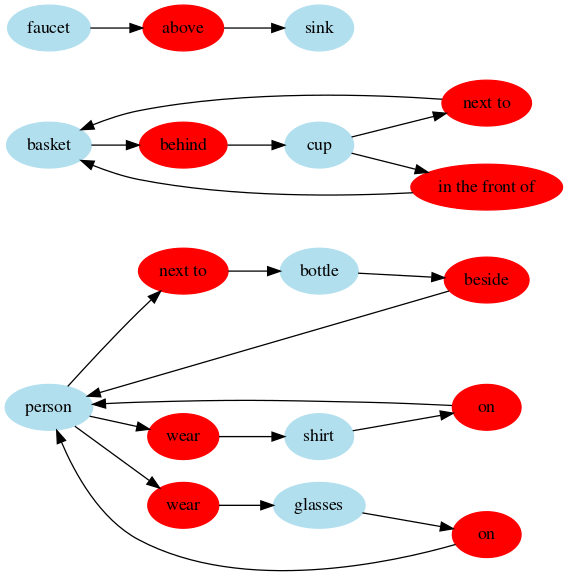 faucet above sink
next to
basket behind cup
in the front of
next to bottle beside
person on
wear shirt
wear glasses
on